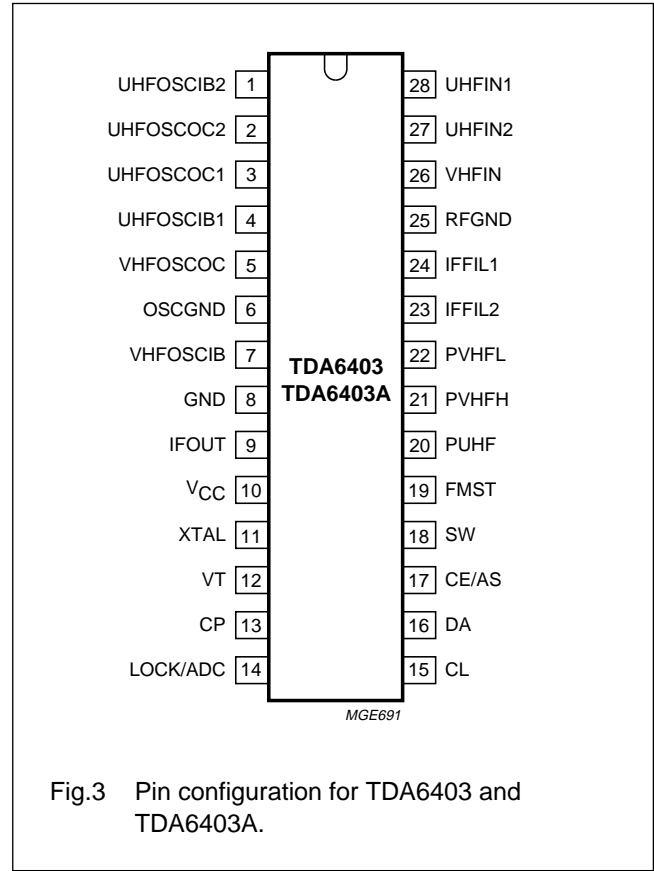 UHFOSCIB2 1 28 UHFIN1
UHFOSCOC2 2 27 UHFIN2
UHFOSCOC1 3 26 VHFIN
UHFOSCIB1 4 25 RFGND
VHFOSCOC 5 24 IFFIL1
OSCGND 6 23 IFFIL2
VHFOSCIB 7 22 PVHFL
TDA6403
TDA6403A
GND 8 21 PVHFH
IFOUT 9 20 PUHF
VCC 10 19 FMST
XTAL 11 18 SW
VT 12 17 CE/AS
CP 13 16 DA
LOCK/ADC 14 15 CL
MGE691
Fig.3 Pin configuration for TDA6403 and
TDA6403A.